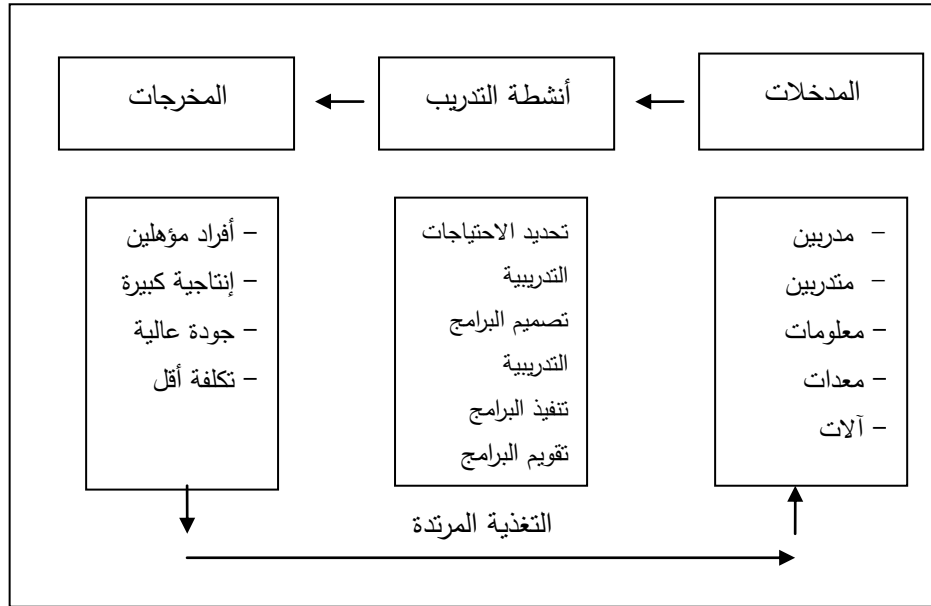 المدخلات
أنشطة التدريب
المخرجات
– مدربين
– متدربين
– معلومات
– معدات
– آلات
تحديد الاحتياجات
التدريبية
تصميم البرامج
التدريبية
تنفيذ البرامج
تقويم البرامج
– أفراد مؤهلين
– إنتاجية كبيرة
– جودة عالية
– تكلفة أقل
التغذية المرتدة